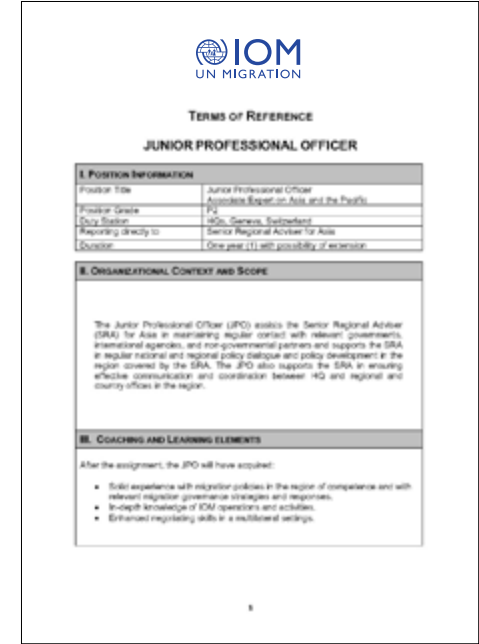 IOM
UN MIGRATION
TERMS OF REFERENCE
JUNIOR PROFESSIONAL OFFICER
I. POSITION INFORMATION
Position Title Junior Professional Officer
Associate Expert on Asia and the Pacific
Position Grade P2
Duty Station HQs, Geneva, Switzerland
Reporting directly to Senior Regional Adviser for Asia
Duration One year (1) with possibility of extension
II. ORGANIZATIONAL CONTEXT AND SCOPE
The Junior Professional Officer (JPO) assists the Senior Regional Adviser
(SRA) for Asia in maintaining regular contact with relevant governments,
international agencies, and non-governmental partners and supports the SRA
in regular national and regional policy dialogue and policy development in the
region covered by the SRA. The JPO also supports the SRA in ensuring
effective communication and coordination between HQ and regional and
country offices in the region.
III. COACHING AND LEARNING ELEMENTS
After the assignment, the JPO will have acquired:
• Solid experience with migration policies in the region of competence and with
relevant migration governance strategies and responses.
• In-depth knowledge of IOM operations and activities.
• Enhanced negotiating skills in a multilateral settings.